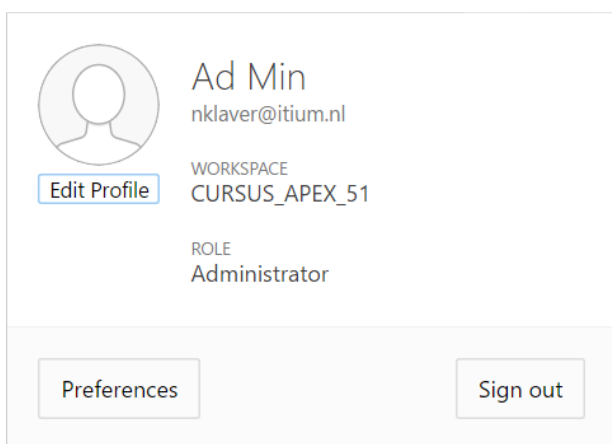 Ad Min
nklaver@itium.nl
Edit Profile
WORKSPACE
CURSUS_APEX_51
ROLE
Administrator
Preferences
Sign out